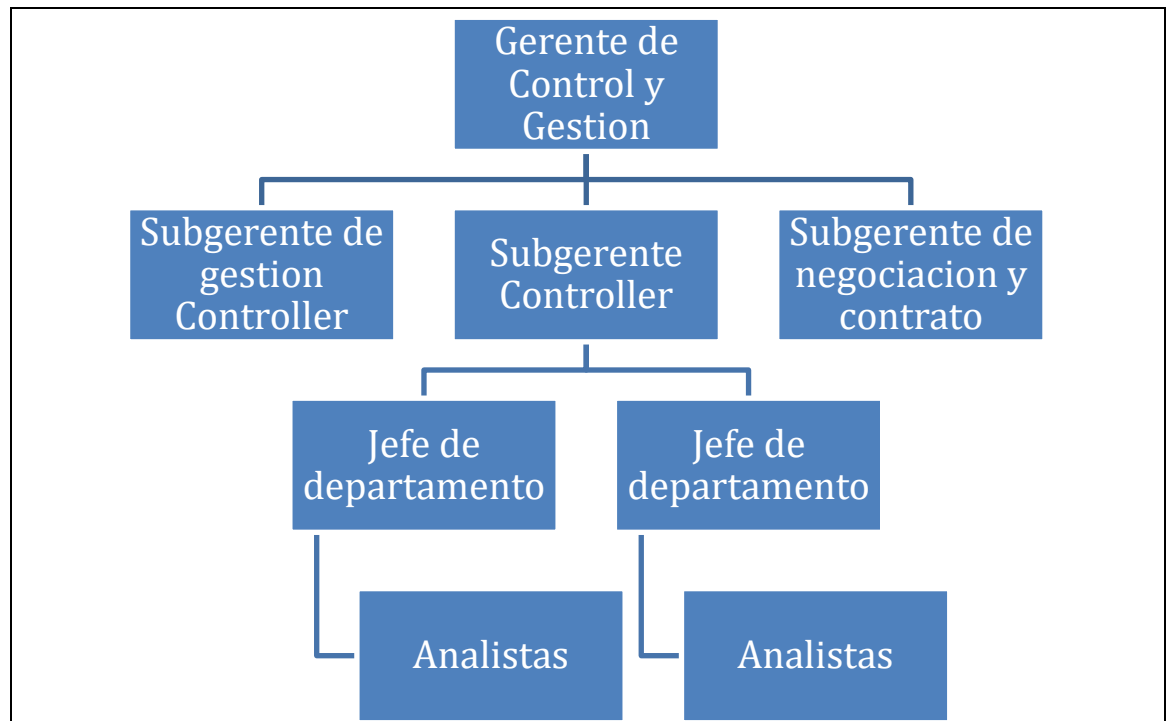 Gerente de
Control y
Gestion
Subgerente de
gestion
Controller
Subgerente
Controller
Subgerente de
negociacion y
contrato
Jefe de
departamento
Jefe de
departamento
Analistas
Analistas